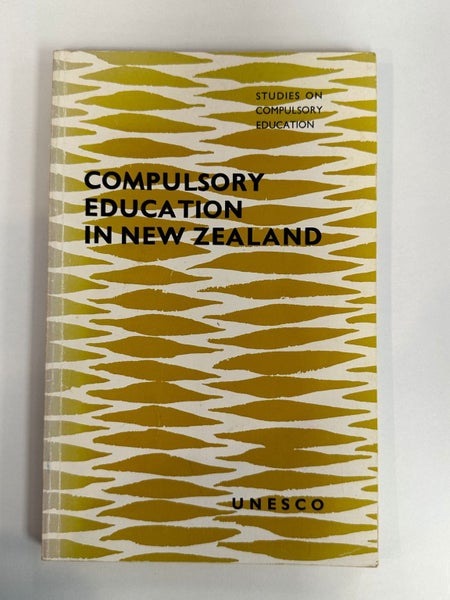 STUDIES ON
COMPULSORY
EDUCATION
COMPULSORY
EDUCATION
IN NEW ZEALAND
UNESCO